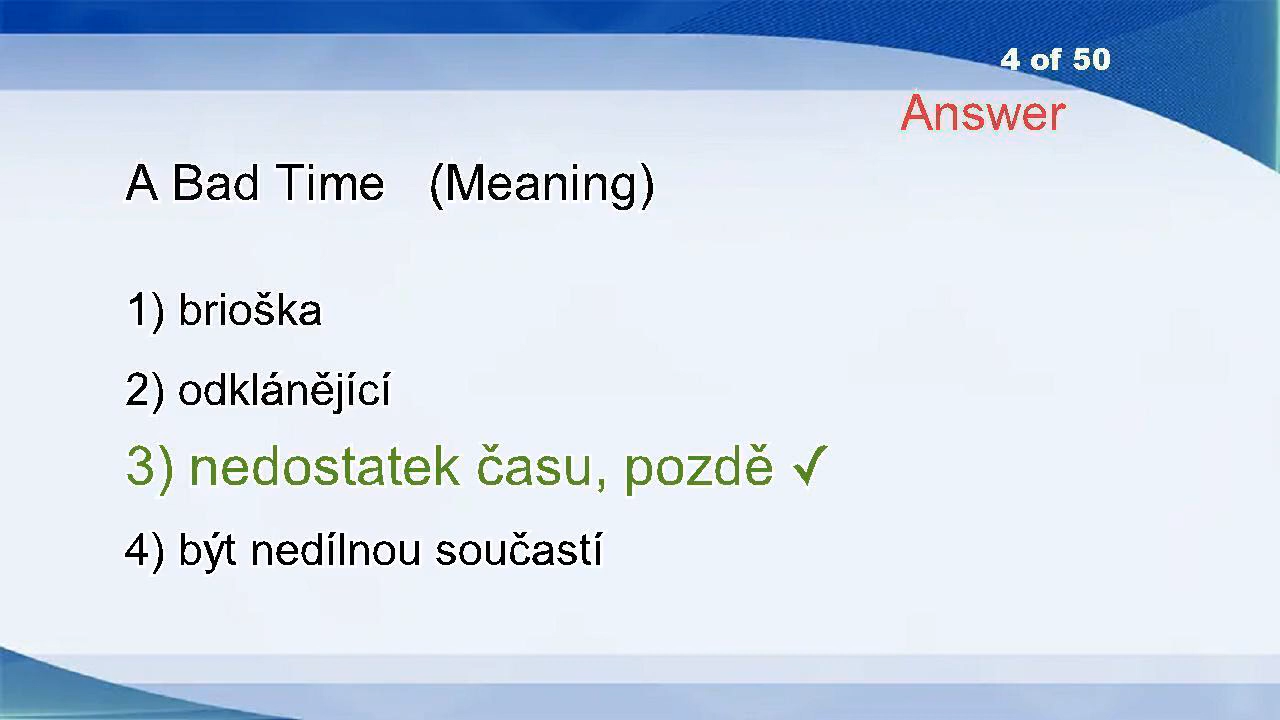 4 of 50
Answer
A Bad Time (Meaning)
1) brioška
2) odklánějící
3) nedostatek času, pozdě ✓
4) být nedílnou součastí